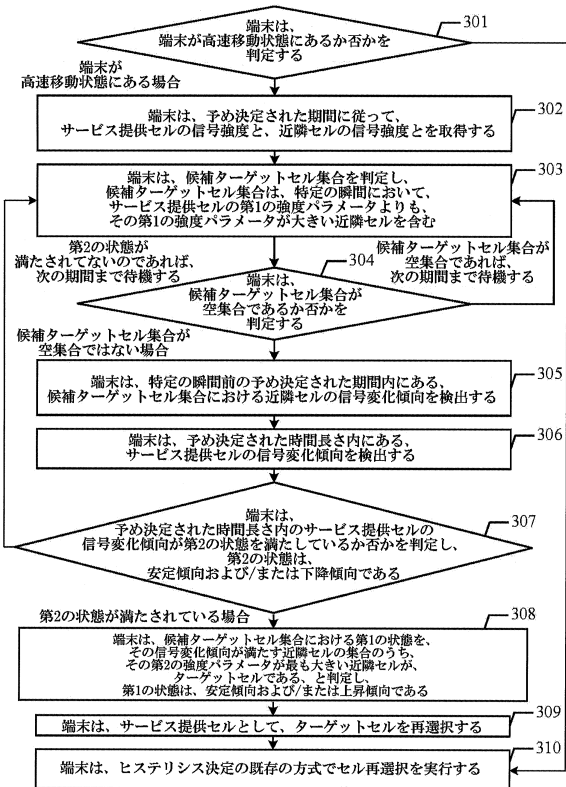 端末は、
端末が高速移動状態にあるか否かを
判定する
301
端末が
高速移動状態にある場合
端末は、予め決定された期間に従って、
サービス提供セルの信号強度と、近隣セルの信号強度とを取得する
302
端末は、候補ターゲットセル集合を判定し、
候補ターゲットセル集合は、特定の瞬間において、
サービス提供セルの第1の強度パラメータよりも、
その第1の強度パラメータが大きい近隣セルを含む
303
第2の状態が
満たされてないのであれば、
次の期間まで待機する
候補ターゲットセル集合が
空集合であれば、
次の期間まで待機する
端末は、
候補ターゲットセル集合が
空集合であるか否かを
判定する
304
候補ターゲットセル集合が
空集合ではない場合
端末は、特定の瞬間前の予め決定された期間内にある、
候補ターゲットセル集合における近隣セルの信号変化傾向を検出する
305
端末は、予め決定された時間長さ内にある、
サービス提供セルの信号変化傾向を検出する
306
端末は、
予め決定された時間長さ内のサービス提供セルの
信号変化傾向が第2の状態を満たしているか否かを判定し、
第2の状態は、
安定傾向および/または下降傾向である
307
第2の状態が満たされている場合
端末は、候補ターゲットセル集合における第1の状態を、
その信号変化傾向が満たす近隣セルの集合のうち、
その第2の強度パラメータが最も大きい近隣セルが、
ターゲットセルである、と判定し、
第1の状態は、安定傾向および/または上昇傾向である
308
端末は、サービス提供セルとして、ターゲットセルを再選択する
309
端末は、ヒステリシス決定の既存の方式でセル再選択を実行する
310